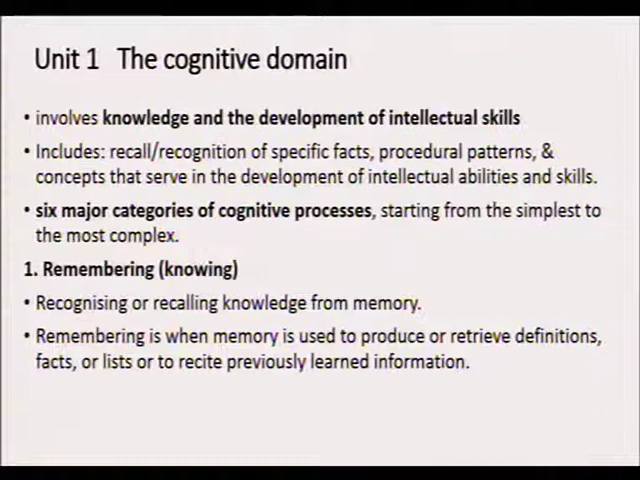 Unit 1 The cognitive domain
• involves knowledge and the development of intellectual skills
• Includes: recall/recognition of specific facts, procedural patterns, &
concepts that serve in the development of intellectual abilities and skills.
• six major categories of cognitive processes, starting from the simplest to
the most complex.
1. Remembering (knowing)
• Recognising or recalling knowledge from memory.
• Remembering is when memory is used to produce or retrieve definitions,
facts, or lists or to recite previously learned information.